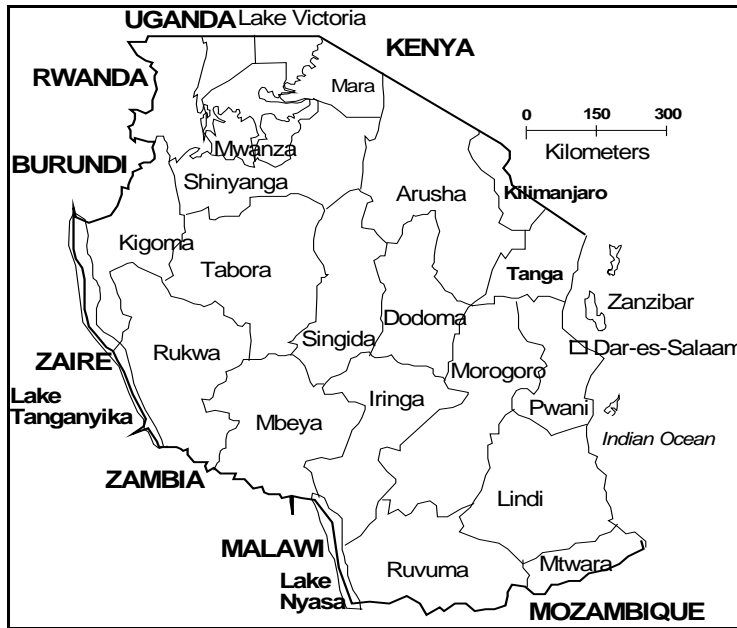 UGANDA Lake Victoria
KENYA
RWANDA
Mara
0 150 300
Kilometers
Mwanza
BURUNDI
Shinyanga
Arusha
Kilimanjaro
Kigoma
Tabora
Tanga
Zanzibar
Dodoma
Singida
Dar-es-Salaam
ZAIRE
Rukwa
Morogoro
Lake
Tanganyika
Iringa
Pwani
Mbeya
Indian Ocean
ZAMBIA
Lindi
MALAWI
Mtwara
Ruvuma
Lake
Nyasa
MOZAMBIQUE